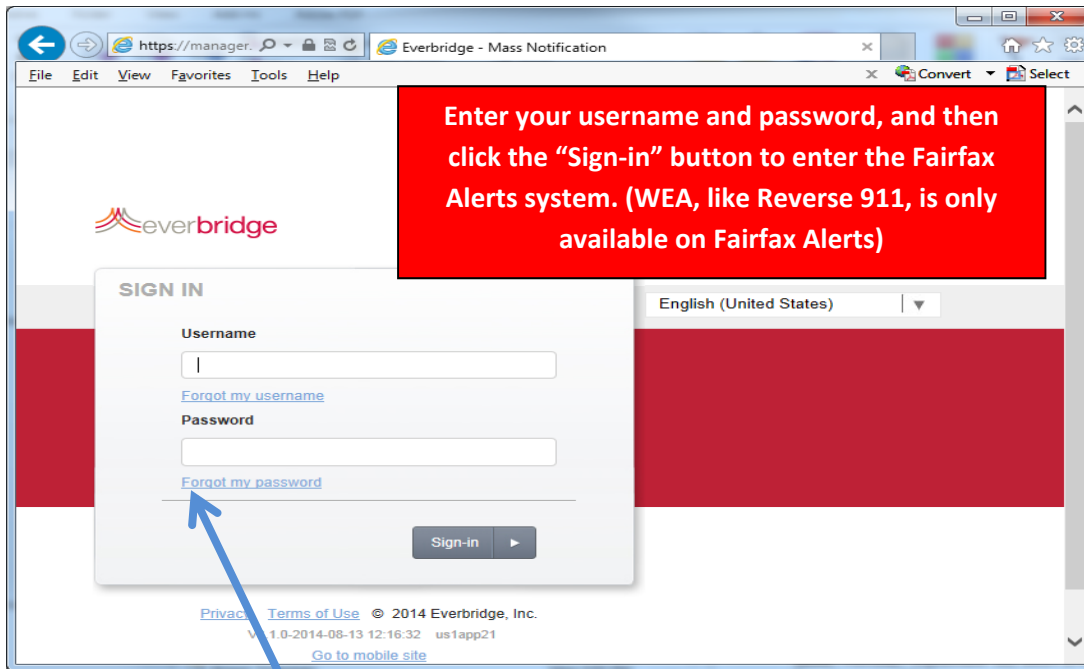 https://manager.
Everbridge - Mass Notification
File Edit View Favorites Tools Help
Convert Select
Enter your username and password, and then
click the “Sign-in” button to enter the Fairfax
Alerts system. (WEA, like Reverse 911, is only
available on Fairfax Alerts)
everbridge
SIGN IN
English (United States)
Username
Forgot my username
Password
Forgot my password
Sign-in
Privacy Terms of Use © 2014 Everbridge, Inc.
1.0-2014-08-13 12:16:32 us1app21
Go to mobile site